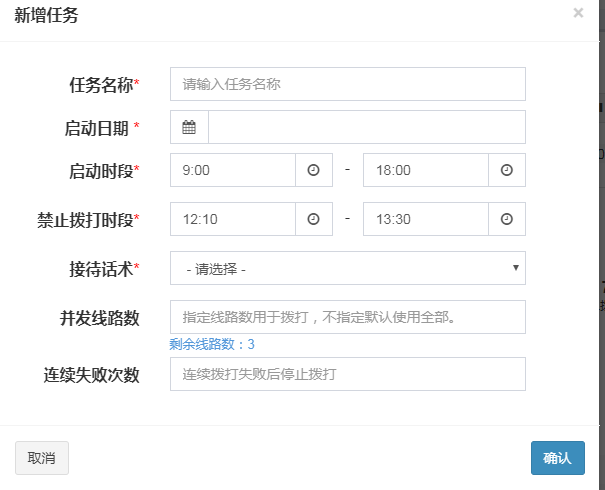 新增任务 ×
任务名称* 请输入任务名称
启动日期 *
启动时段* 9:00 - 18:00
禁止拨打时段* 12:10 - 13:30
接待话术* - 请选择 -
并发线路数 指定线路数用于拨打，不指定默认使用全部。
剩余线路数：3
连续失败次数 连续拨打失败后停止拨打
取消 确认